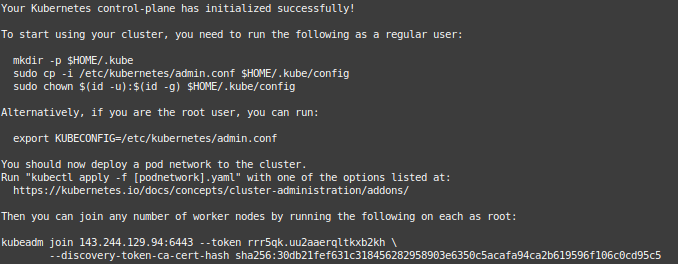 Your Kubernetes control-plane has initialized successfully!
To start using your cluster, you need to run the following as a regular user:
mkdir -p $HOME/.kube
sudo cp -i /etc/kubernetes/admin.conf $HOME/.kube/config
sudo chown $(id -u):$(id -g) $HOME/.kube/config
Alternatively, if you are the root user, you can run:
export KUBECONFIG=/etc/kubernetes/admin.conf
You should now deploy a pod network to the cluster.
Run "kubectl apply -f [podnetwork].yaml" with one of the options listed at:
https://kubernetes.io/docs/concepts/cluster-administration/addons/
Then you can join any number of worker nodes by running the following on each as root:
kubeadm join 143.244.129.94:6443 --token rrr5qk.uu2aaerqltkxb2kh \
--discovery-token-ca-cert-hash sha256:30db21fef631c318456282958903e6350c5acafa94ca2b619596f106c0cd95c5